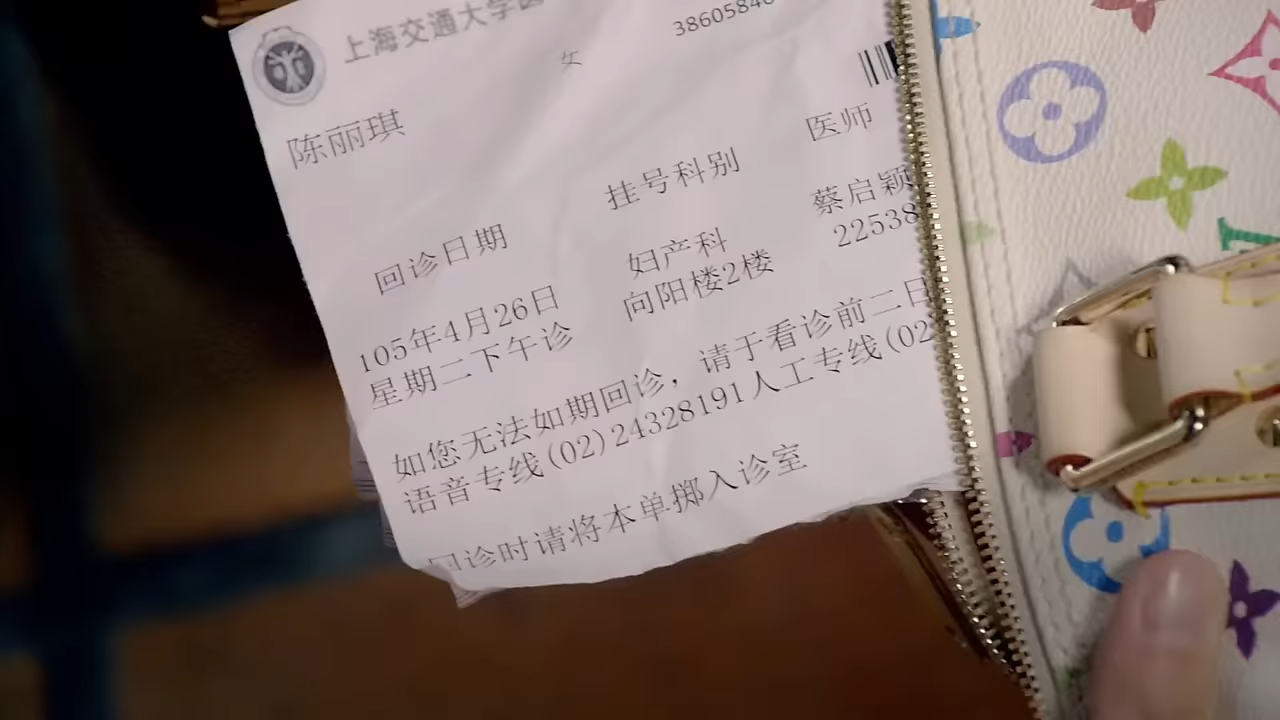 上海交通大学医
女
3860584
陈丽琪
回诊日期
挂号科别
医师
105年4月26日
星期二下午诊
妇产科
向阳楼2楼
蔡启颖
22538
如您无法如期回诊，请于看诊前二日
语音专线(02)24328191人工专线(02
回诊时请将本单掷入诊室